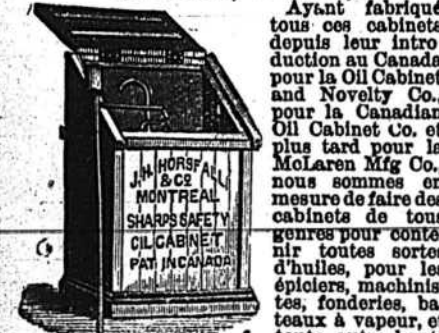 J.H. HORSFALL
& CO
MONTREAL
SHARPS SAFETY
OIL CABINET
PAT IN CANADA
Ayant fabriqué
tous ces cabinets
depuis leur intro-
duction au Canada
pour la Oil Cabinet
and Novelty Co.,
pour la Canadian
Oil Cabinet Co. et
plus tard pour la
McLaren Mfg Co.,
nous sommes en
mesure de faire des
cabinets de tous
genres pour conte-
nir toutes sortes
d'huiles, pour les
épiciers, machinis-
tes, fonderies, ba-
teaux à vapeur, e